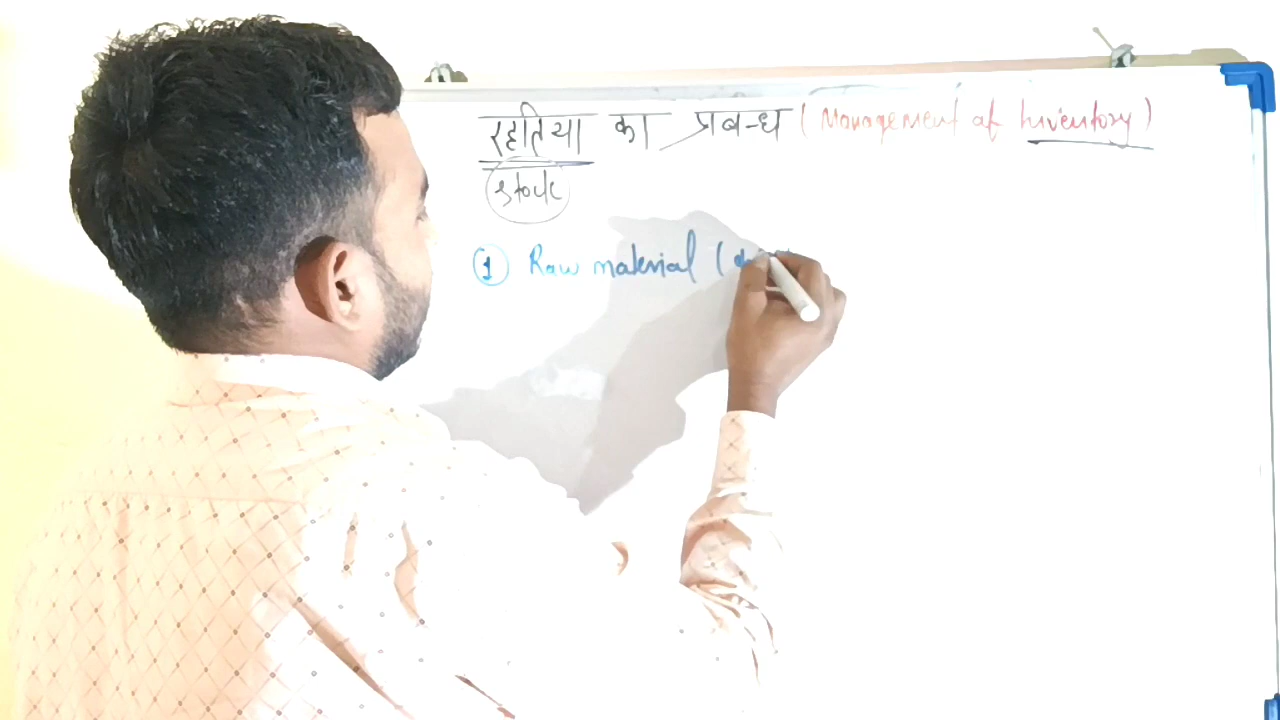 रहतिया का प्रबन्ध (Management of Inventory)
Stock
1 Raw material (